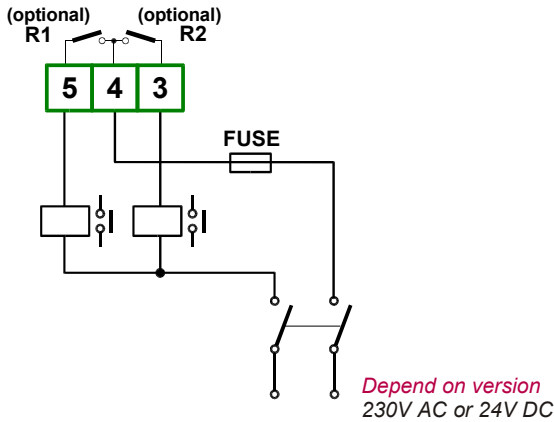 (optional) (optional)
R1 R2
5 4 3
FUSE
Depend on version
230V AC or 24V DC